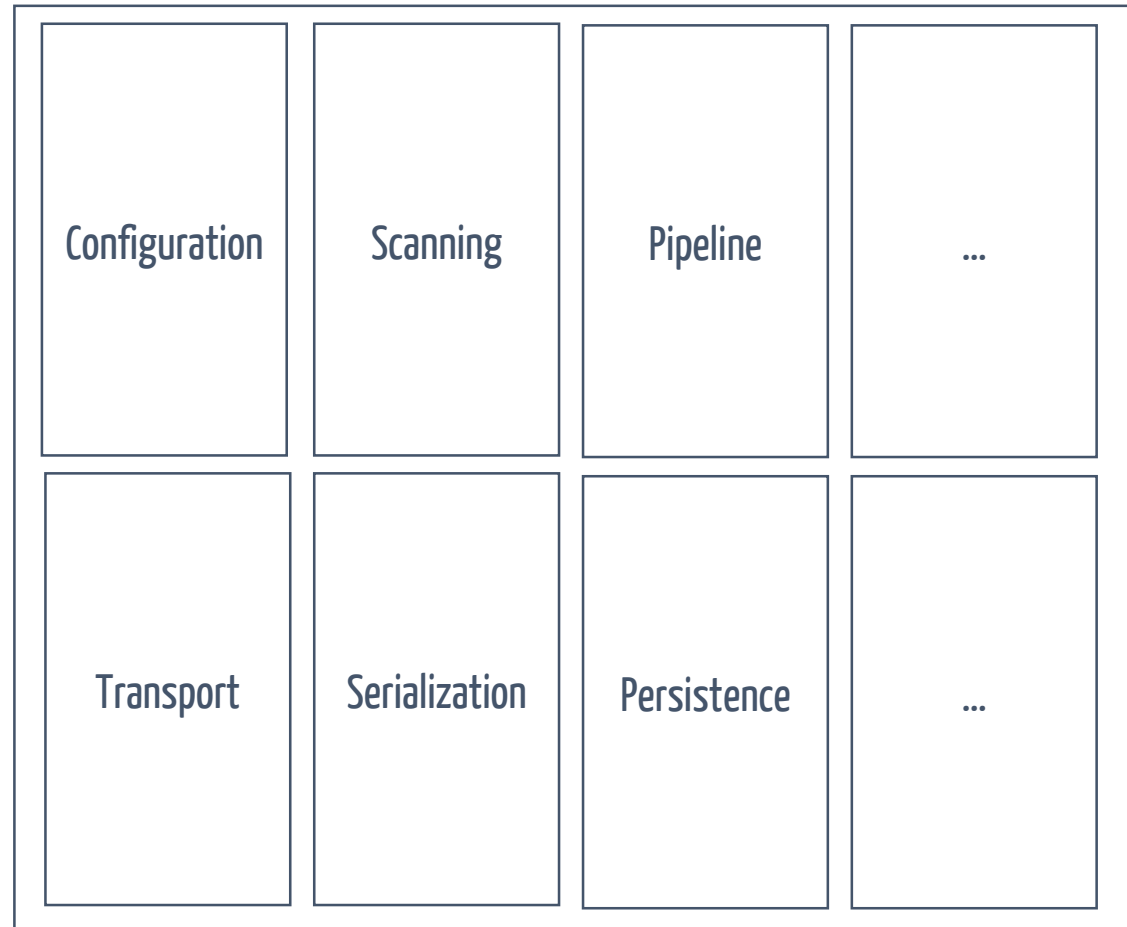 Configuration
Scanning
Pipeline
...
Transport
Serialization
Persistence
...